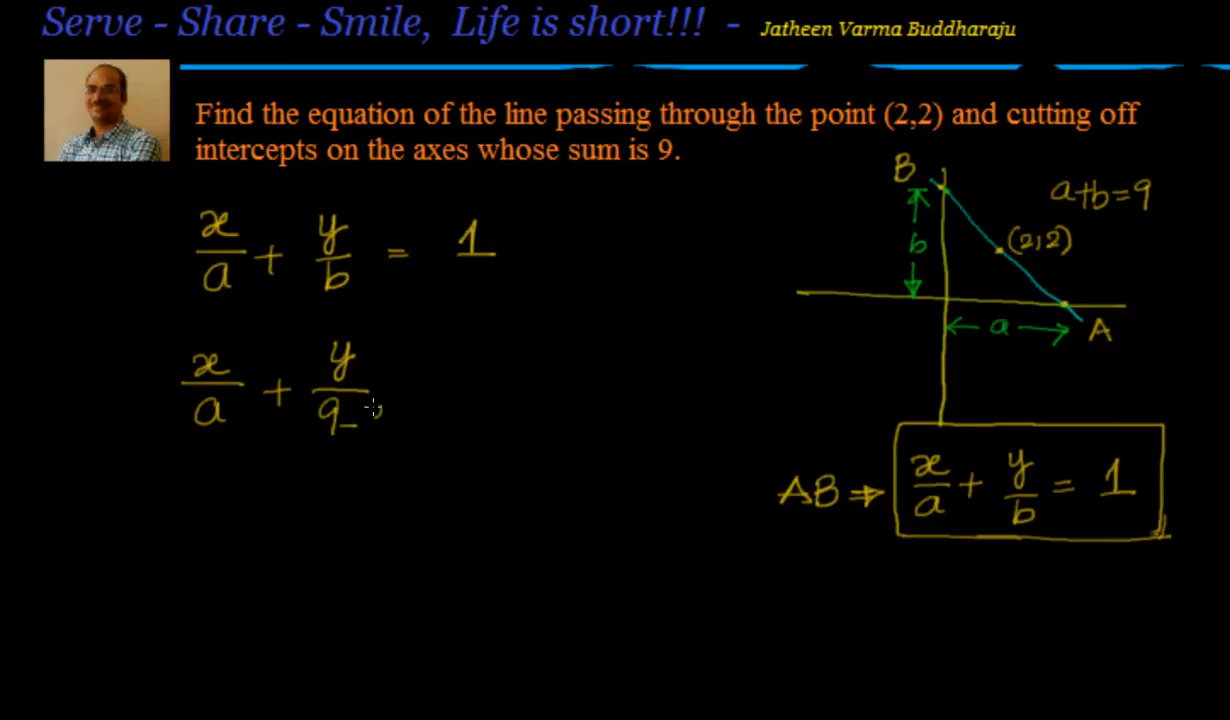 Serve - Share - Smile, Life is short!!! - Jatheen Varma Buddharaju
Find the equation of the line passing through the point (2,2) and cutting off
intercepts on the axes whose sum is 9.
B
a+b=9
x/a + y/b = 1
b
(2,2)
a
A
x/a + y/9-
AB ⇒ x/a + y/b = 1